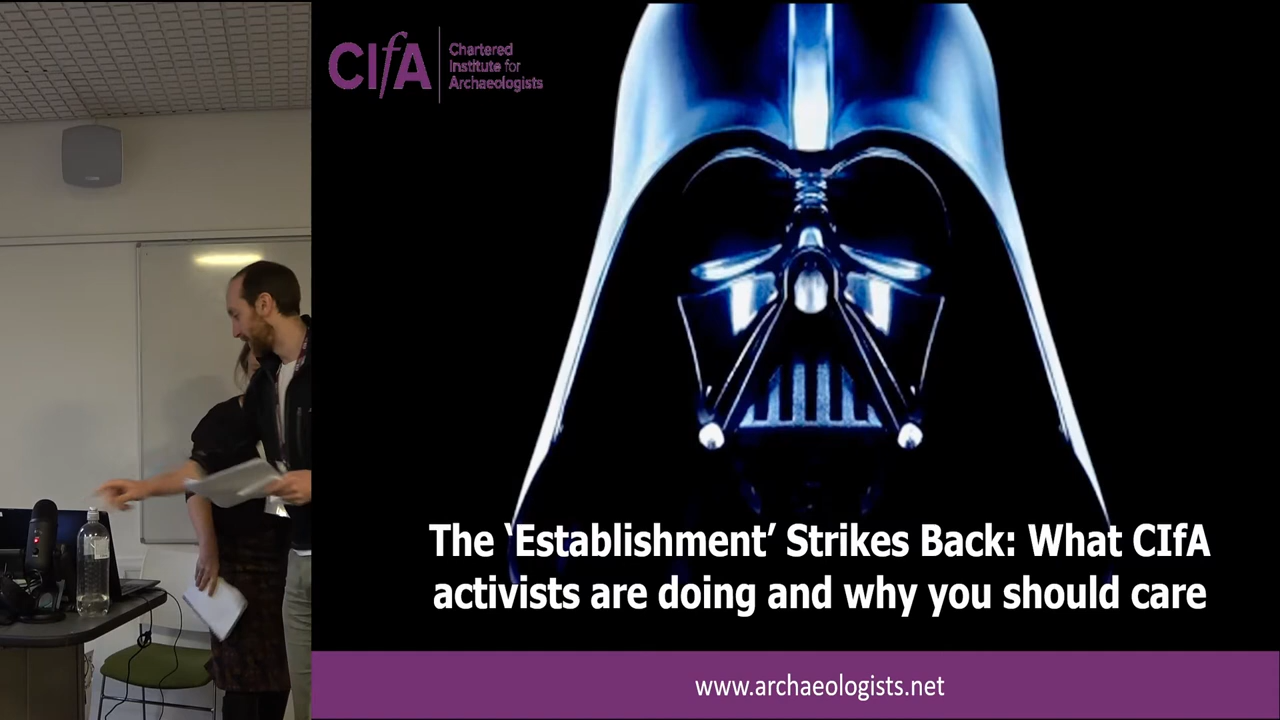 CIfA
Chartered
Institute for
Archaeologists
The ‘Establishment’ Strikes Back: What CIfA
activists are doing and why you should care
www.archaeologists.net